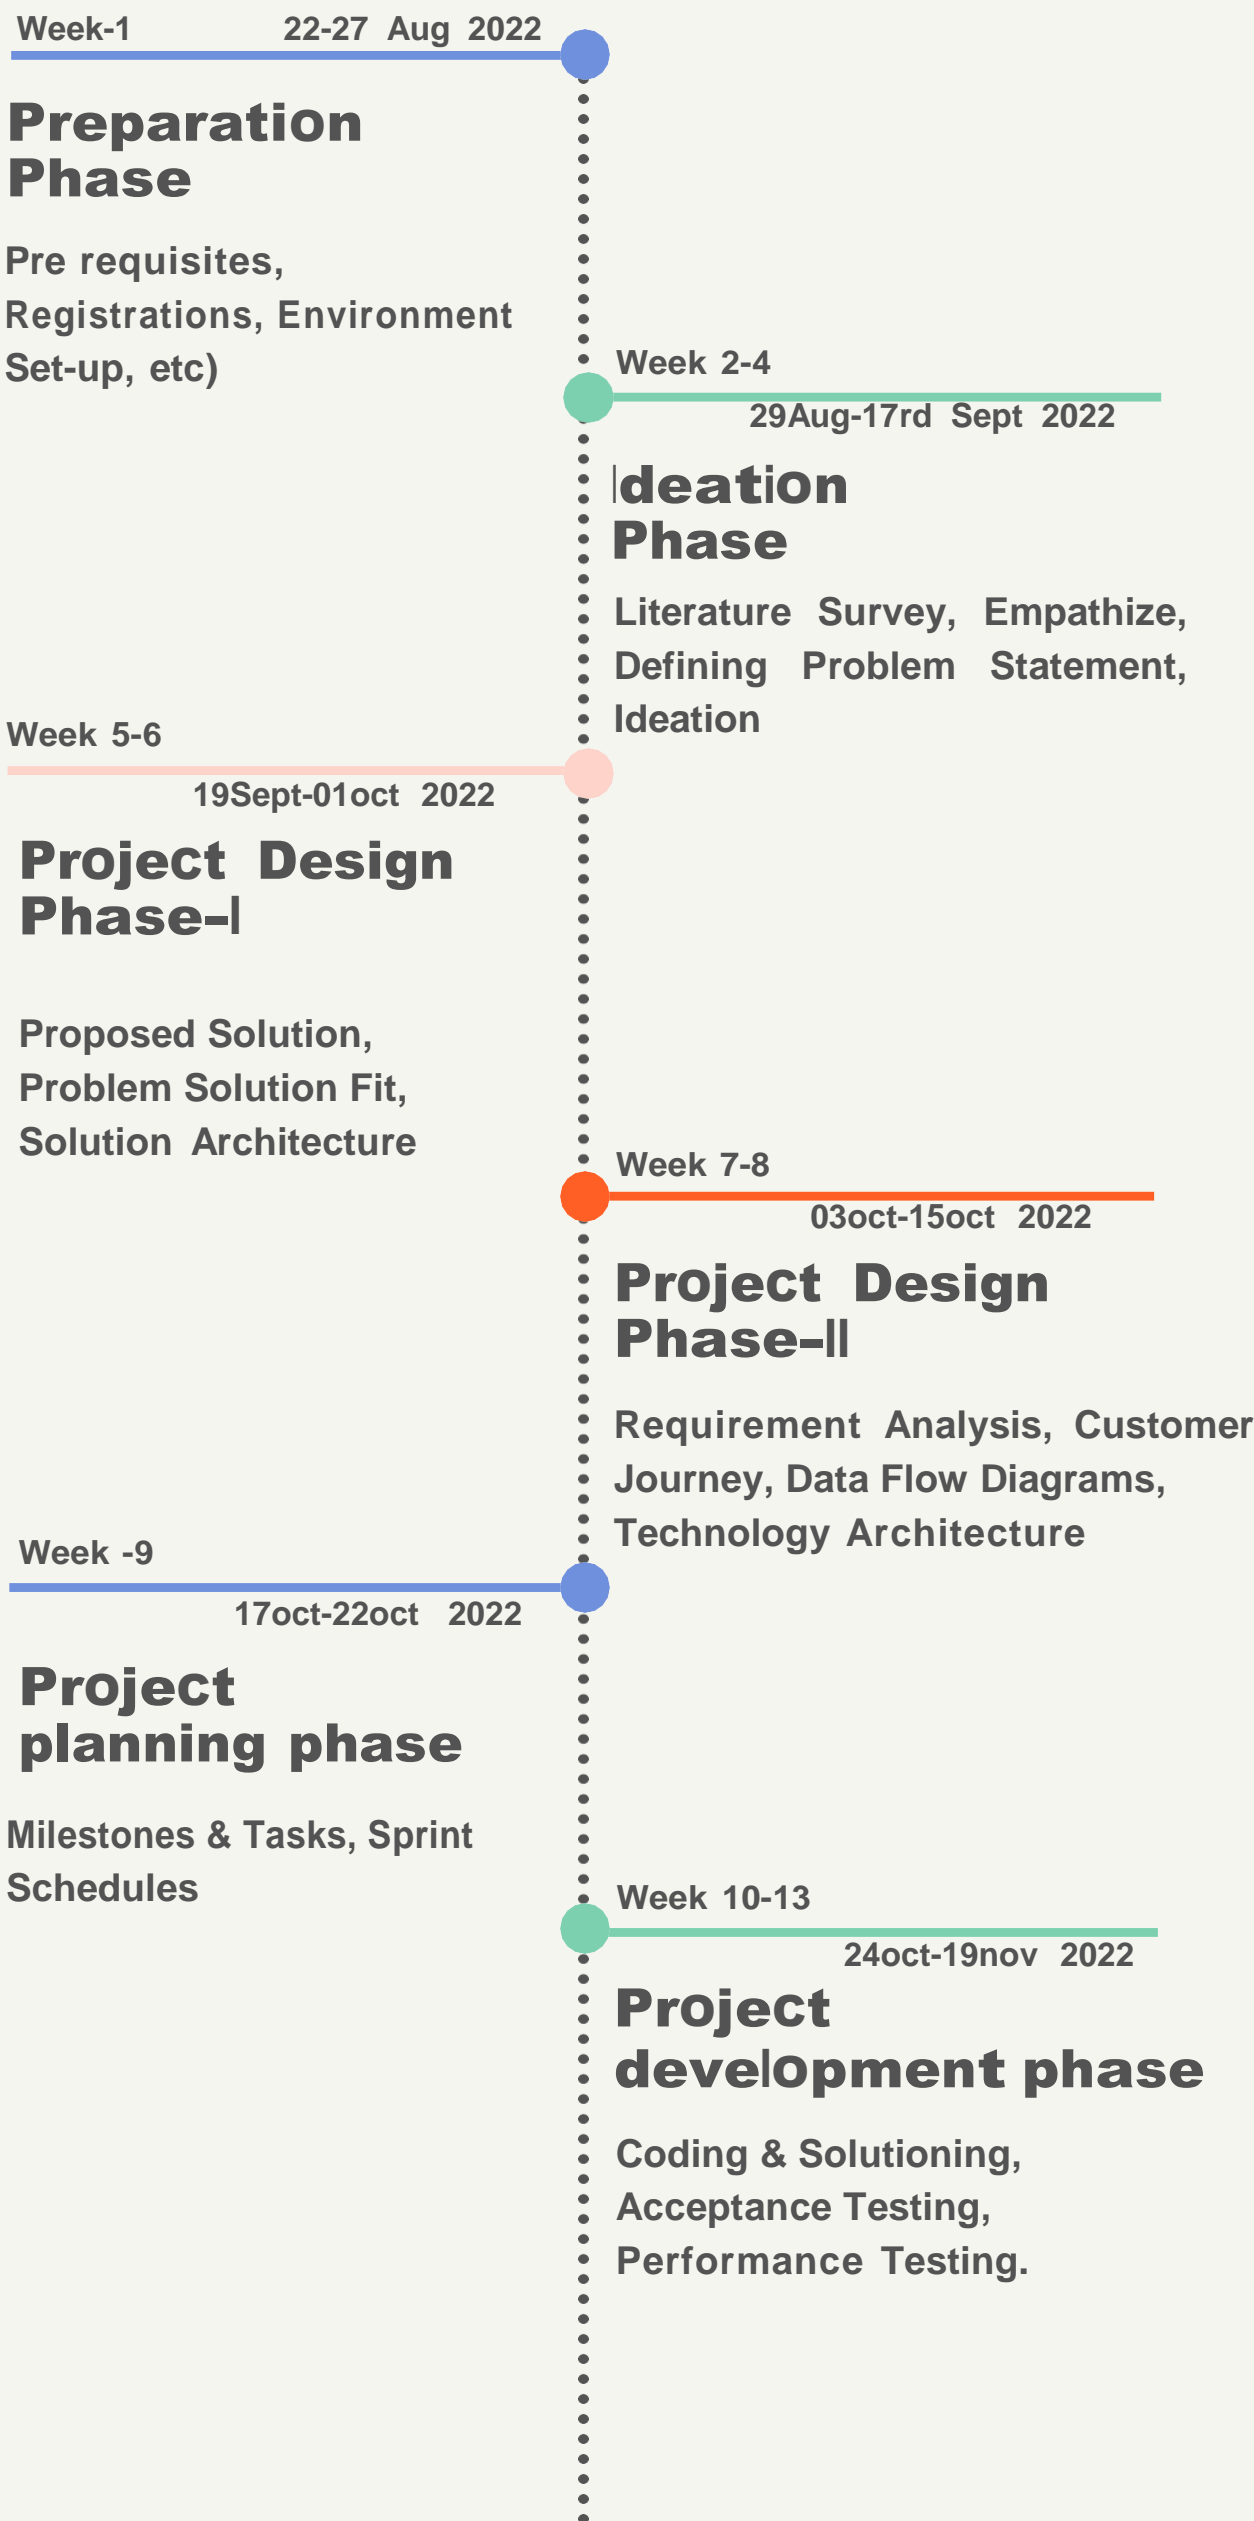 Week-1 22-27 Aug 2022
Preparation
Phase
Pre requisites,
Registrations, Environment
Set-up, etc)
Week 2-4
29Aug-17rd Sept 2022
Ideation
Phase
Literature Survey, Empathize,
Defining Problem Statement,
Ideation
Week 5-6
19Sept-01oct 2022
Project Design
Phase-I
Proposed Solution,
Problem Solution Fit,
Solution Architecture
Week 7-8
03oct-15oct 2022
Project Design
Phase-II
Requirement Analysis, Customer
Journey, Data Flow Diagrams,
Technology Architecture
Week -9
17oct-22oct 2022
Project
planning phase
Milestones & Tasks, Sprint
Schedules
Week 10-13
24oct-19nov 2022
Project
development phase
Coding & Solutioning,
Acceptance Testing,
Performance Testing.